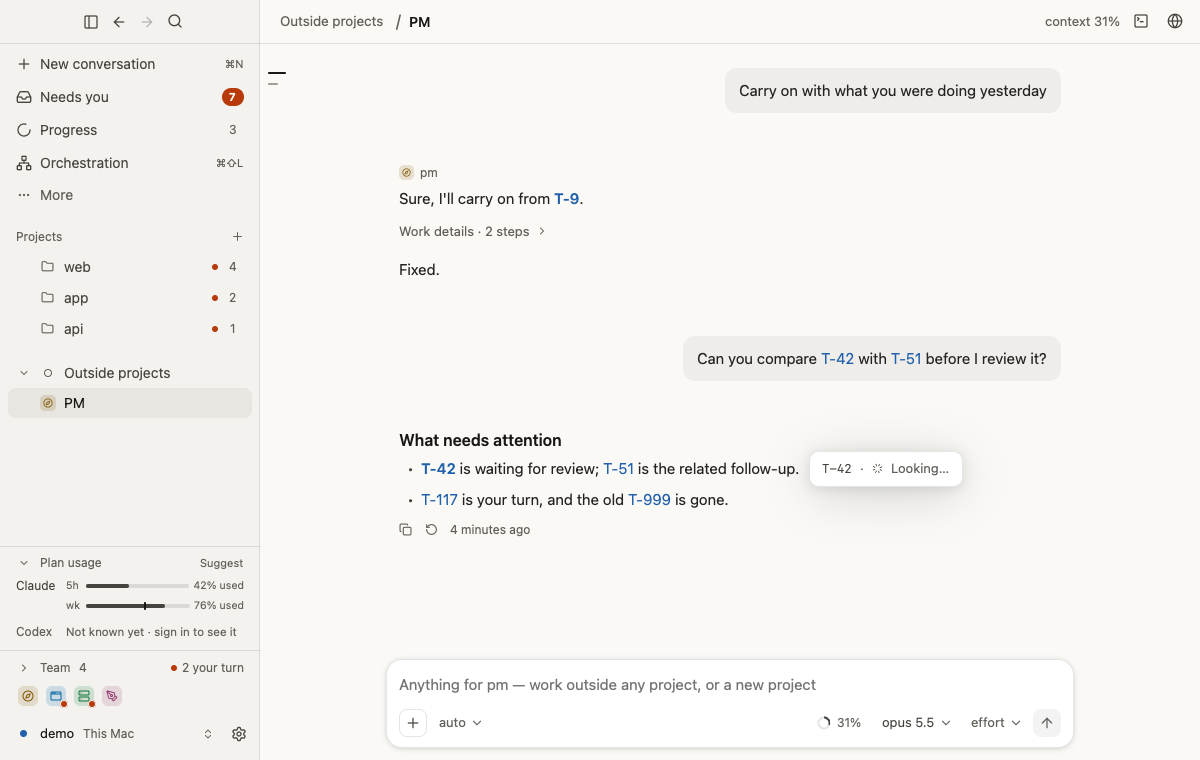 Outside projects / PM
context 31%
New conversation ⌘N
Needs you 7
Progress 3
Orchestration ⌘⇧L
More
Projects
web 4
app 2
api 1
Outside projects
PM
Plan usage Suggest
Claude 5h 42% used
wk 76% used
Codex Not known yet · sign in to see it
Team 4 2 your turn
demo This Mac
Carry on with what you were doing yesterday
pm
Sure, I'll carry on from T-9.
Work details · 2 steps
Fixed.
Can you compare T-42 with T-51 before I review it?
What needs attention
• T-42 is waiting for review; T-51 is the related follow-up.
T-42 · Looking…
• T-117 is your turn, and the old T-999 is gone.
4 minutes ago
Anything for pm — work outside any project, or a new project
auto 31% opus 5.5 effort